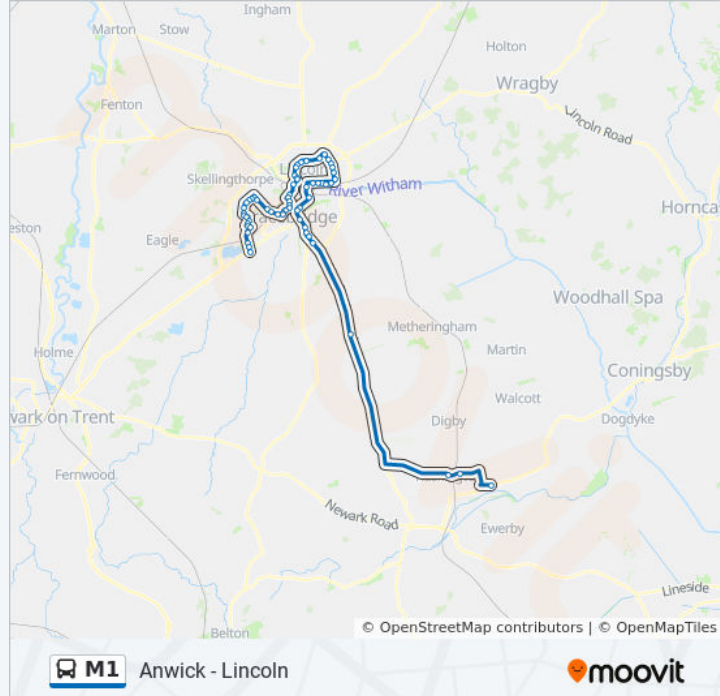 Ingham
Marton
Stow
Holton
Wragby
Fenton
Lincoln Road
Skellingthorpe
River Witham
Horncas
eston
Eagle
Woodhall Spa
Metheringham
Holme
Martin
Coningsby
Walcott
wark on Trent
Digby
Dogdyke
Fernwood
Newark Road
Ewerby
Lineside
Belton
© OpenStreetMap contributors | © OpenMapTiles
M1 Anwick - Lincoln
moovit